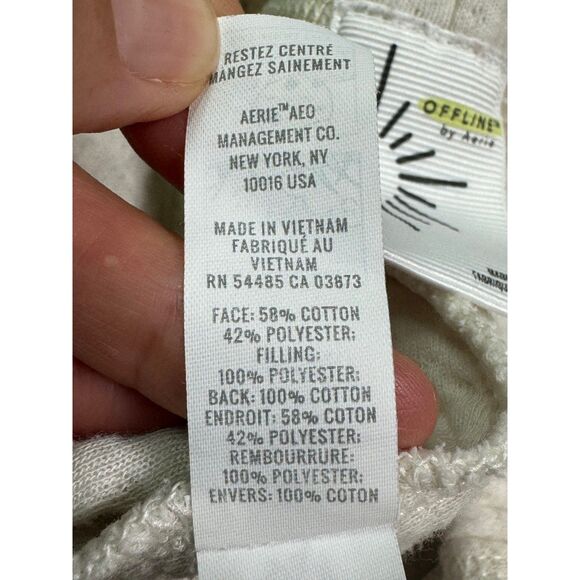 RESTEZ CENTRÉ
MANGEZ SAINEMENT
AERIE™AEO
MANAGEMENT CO.
NEW YORK, NY
10016 USA
MADE IN VIETNAM
FABRIQUÉ AU
VIETNAM
RN 54485 CA 03873
FACE: 58% COTTON
42% POLYESTER;
FILLING:
100% POLYESTER;
BACK: 100% COTTON
ENDROIT: 58% COTON
42% POLYESTER;
REMBOURRURE:
100% POLYESTER;
ENVERS: 100% COTON
OFFLINE™
by Aerie